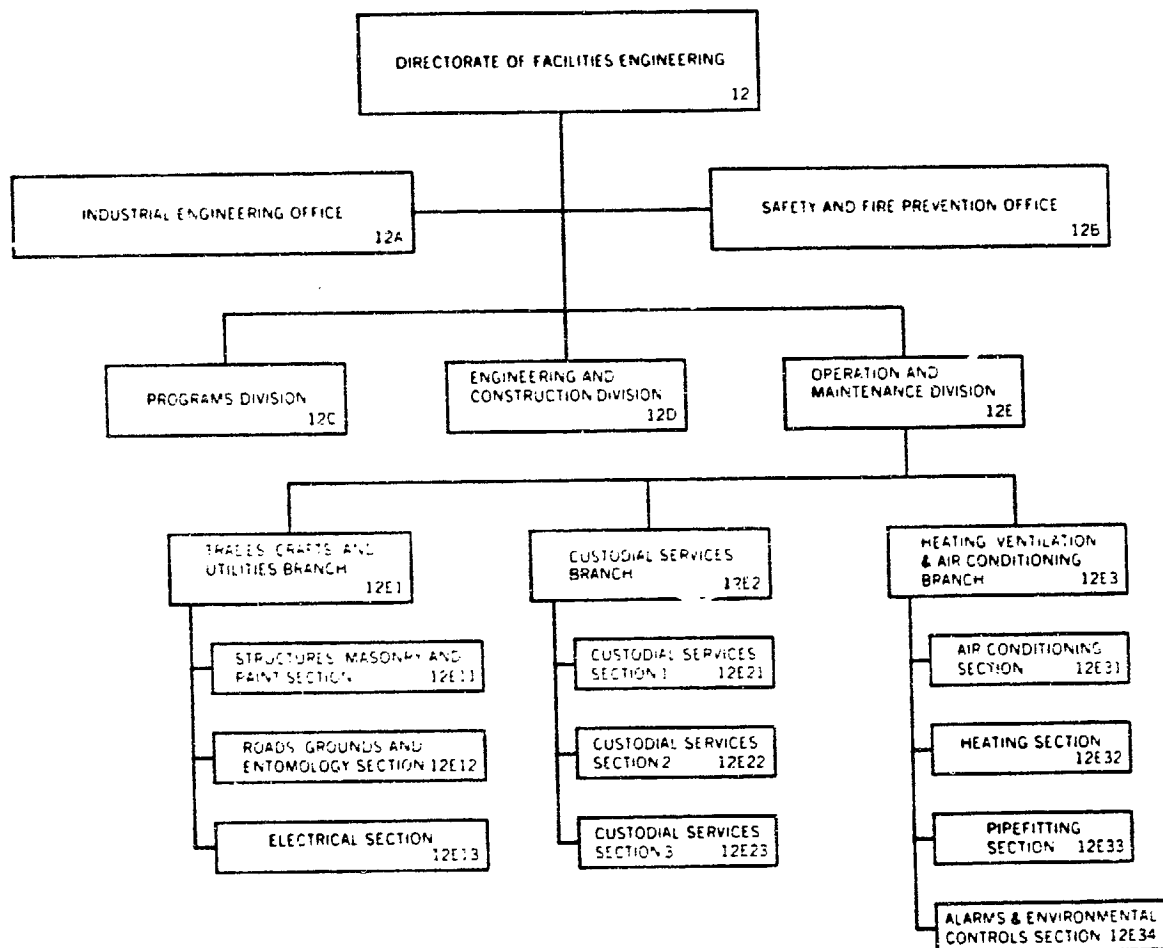 DIRECTORATE OF FACILITIES ENGINEERING
12
INDUSTRIAL ENGINEERING OFFICE
12A
SAFETY AND FIRE PREVENTION OFFICE
12B
PROGRAMS DIVISION
12C
ENGINEERING AND
CONSTRUCTION DIVISION
12D
OPERATION AND
MAINTENANCE DIVISION
12E
TRADES CRAFTS AND
UTILITIES BRANCH
12E1
CUSTODIAL SERVICES
BRANCH
12E2
HEATING VENTILATION
& AIR CONDITIONING
BRANCH 12E3
STRUCTURES MASONRY AND
PAINT SECTION 12E11
ROADS GROUNDS AND
ENTOMOLOGY SECTION 12E12
ELECTRICAL SECTION
12E13
CUSTODIAL SERVICES
SECTION 1 12E21
CUSTODIAL SERVICES
SECTION 2 12E22
CUSTODIAL SERVICES
SECTION 3 12E23
AIR CONDITIONING
SECTION 12E31
HEATING SECTION
12E32
PIPEFITTING
SECTION 12E33
ALARMS & ENVIRONMENTAL
CONTROLS SECTION 12E34